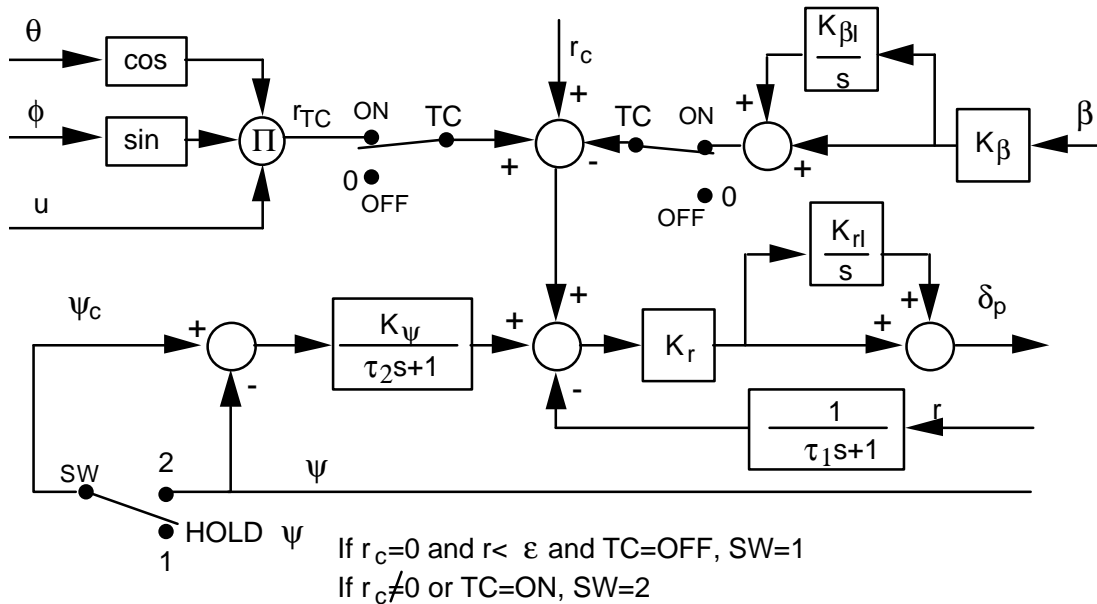 θ
cos
r_c
K_βI
s
ϕ
sin
Π
r_TC
ON
TC
+
+
-
TC
ON
+
+
K_β
β
0
OFF
OFF
0
u
K_rI
s
ψ_c
+
-
K_ψ
τ_2s+1
+
+
-
K_r
+
+
δ_p
1
τ_1s+1
r
SW
2
ψ
HOLD ψ
1
If r_c=0 and r< ε and TC=OFF, SW=1
If r_c≠0 or TC=ON, SW=2